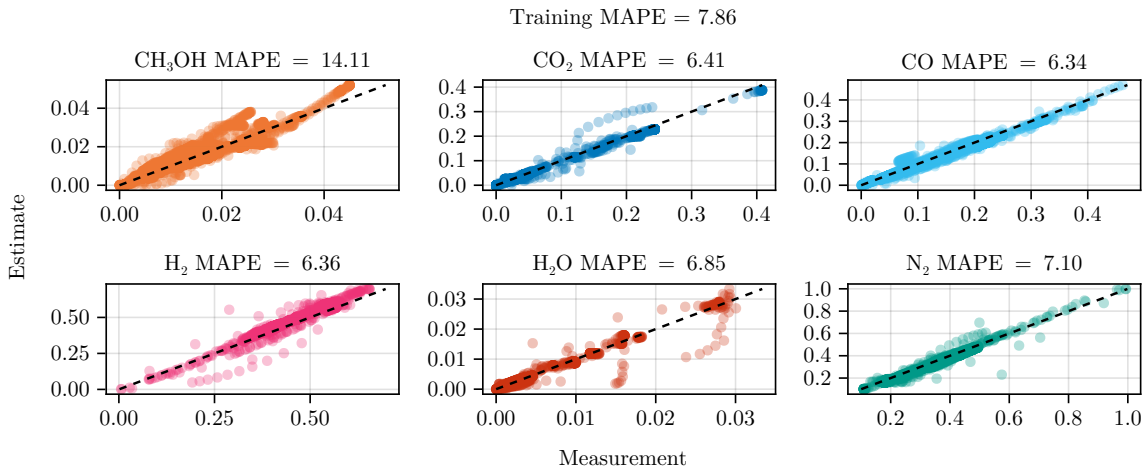 Training MAPE = 7.86
CH₃OH MAPE = 14.11
CO₂ MAPE = 6.41
CO MAPE = 6.34
0.04
0.02
0.00
0.00 0.02 0.04
0.4
0.3
0.2
0.1
0.0
0.0 0.1 0.2 0.3 0.4
0.4
0.3
0.2
0.1
0.0
0.0 0.1 0.2 0.3 0.4
Estimate
H₂ MAPE = 6.36
H₂O MAPE = 6.85
N₂ MAPE = 7.10
0.50
0.25
0.00
0.00 0.25 0.50
0.03
0.02
0.01
0.00
0.00 0.01 0.02 0.03
1.0
0.8
0.6
0.4
0.2
0.2 0.4 0.6 0.8 1.0
Measurement